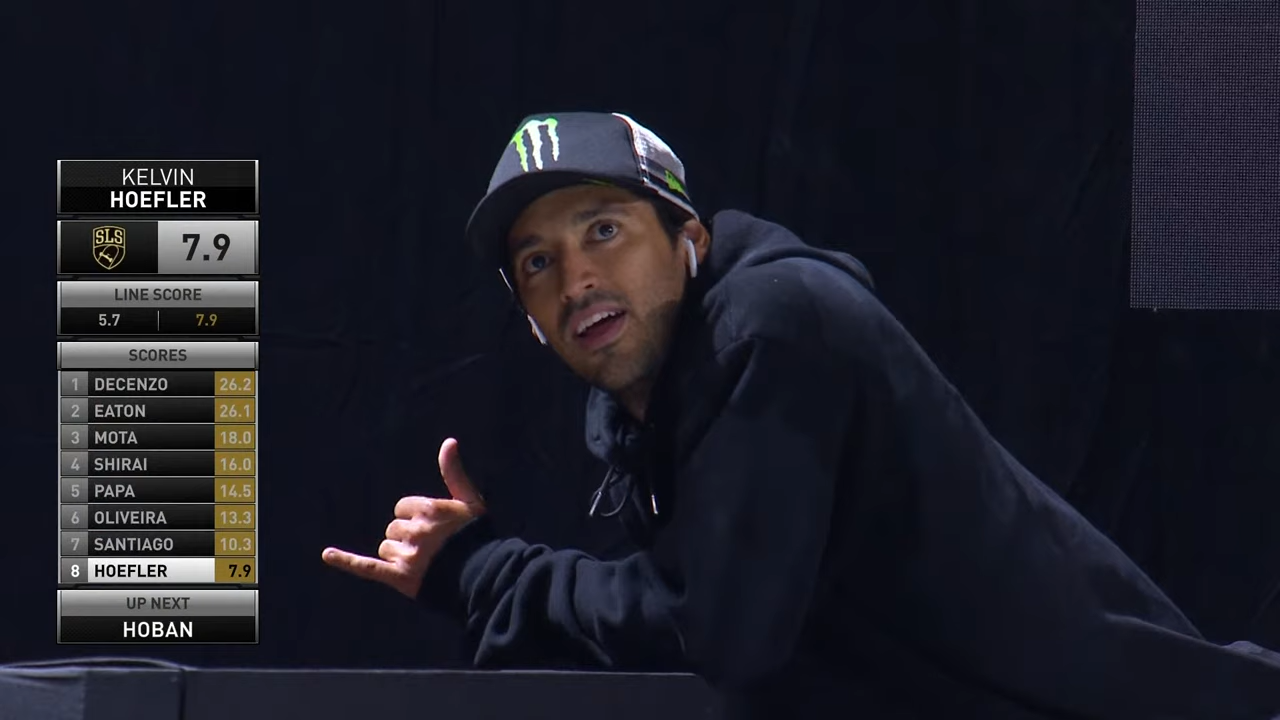 KELVIN
HOEFLER
SLS 7.9
LINE SCORE
5.7 7.9
SCORES
1 DECENZO 26.2
2 EATON 26.1
3 MOTA 18.0
4 SHIRAI 16.0
5 PAPA 14.5
6 OLIVEIRA 13.3
7 SANTIAGO 10.3
8 HOEFLER 7.9
UP NEXT
HOBAN